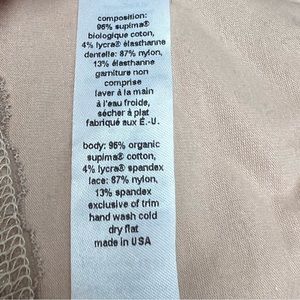 composition:
96% supima®
biologique coton,
4% lycra® élasthanne
dentelle: 87% nylon,
13% élasthanne
garniture non
comprise
laver à la main
à l'eau froide,
sécher à plat
fabriqué aux É.-U.
body: 96% organic
supima® cotton,
4% lycra® spandex
lace: 87% nylon,
13% spandex
exclusive of trim
hand wash cold
dry flat
made in USA